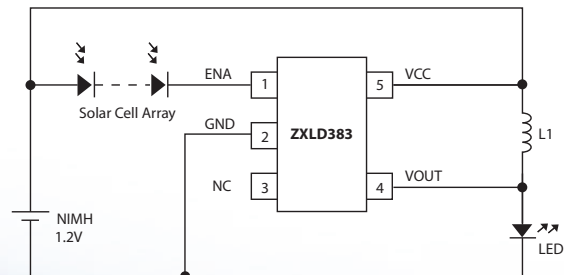 ENA
1
5
VCC
Solar Cell Array
GND
2
ZXLD383
L1
NC
3
4
VOUT
NIMH
1.2V
LED